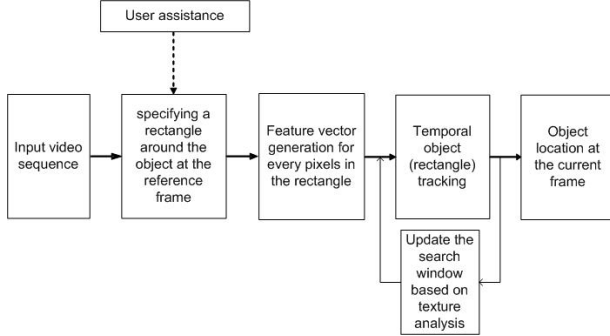 User assistance
Input video
sequence
specifying a
rectangle
around the
object at the
reference
frame
Feature vector
generation for
every pixels in
the rectangle
Temporal
object
(rectangle)
tracking
Object
location at
the current
frame
Update the
search
window
based on
texture
analysis